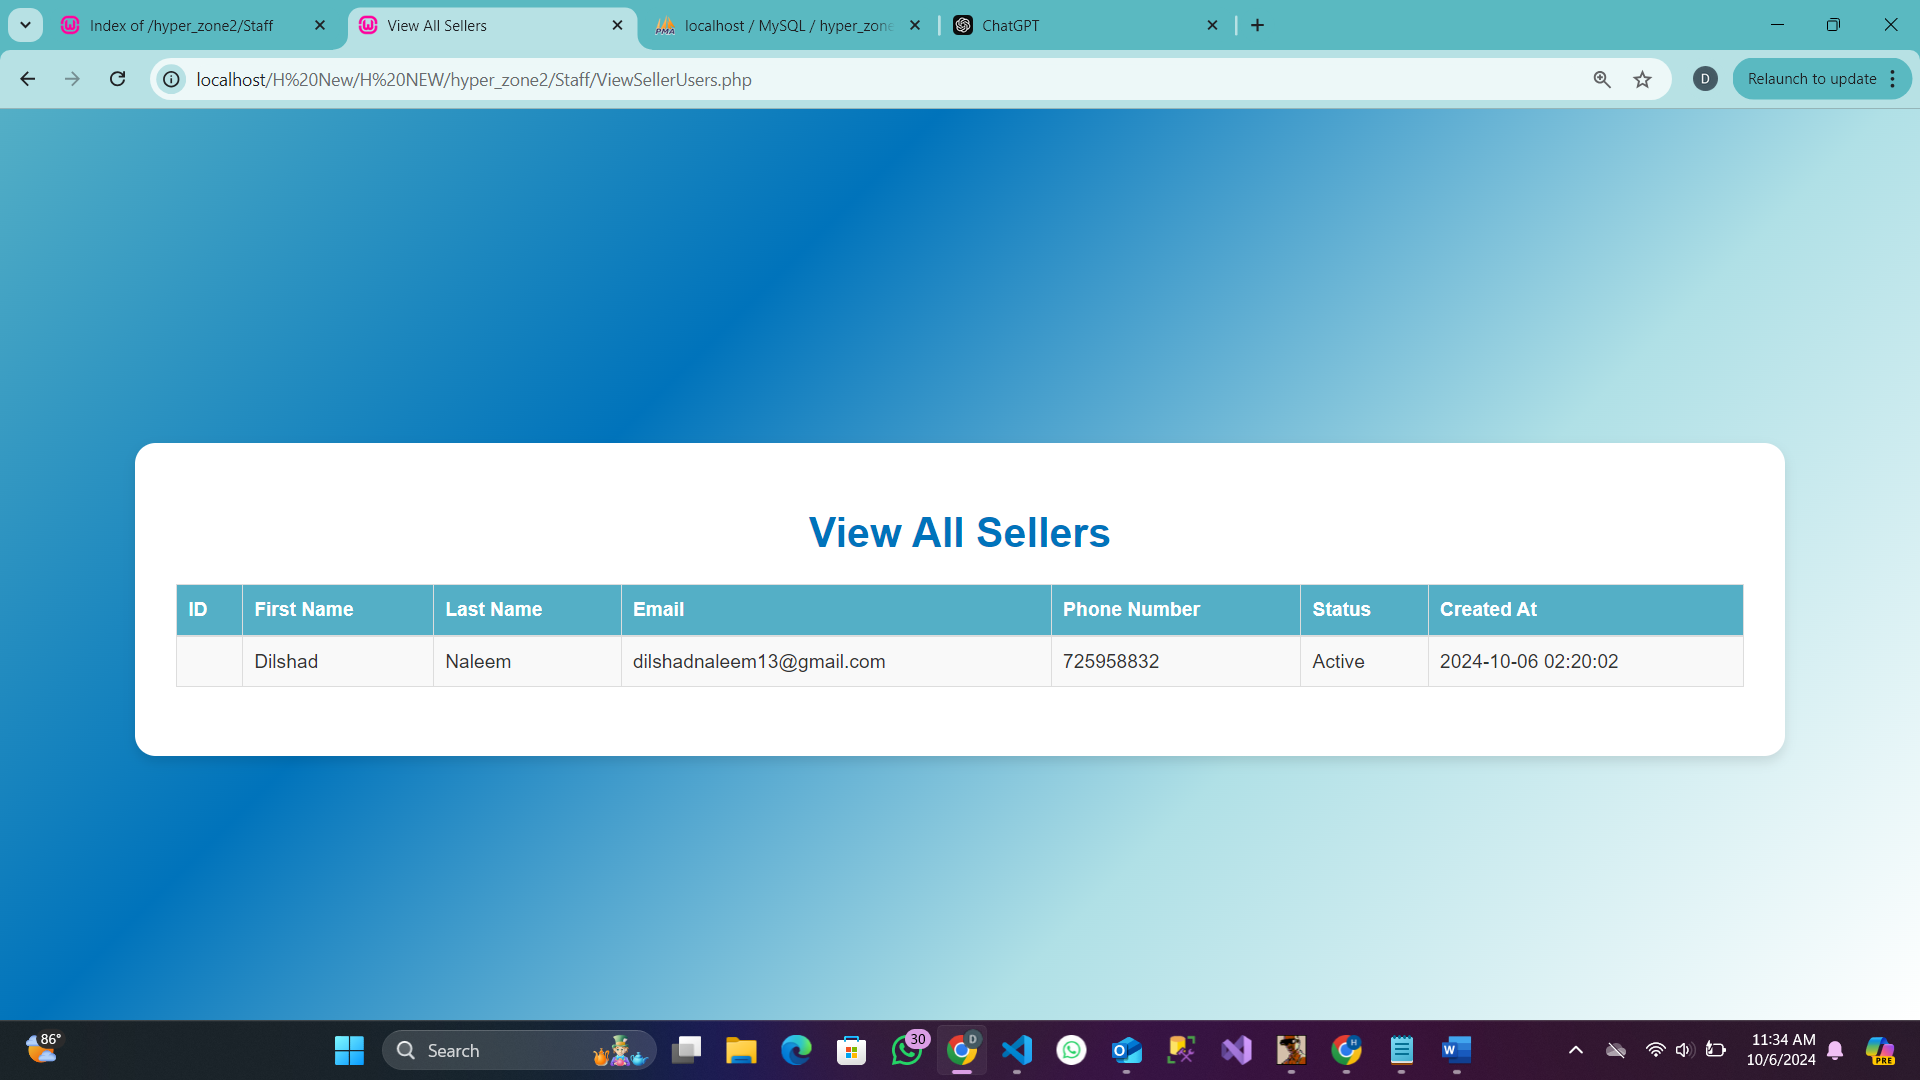 Index of /hyper_zone2/Staff
View All Sellers
localhost / MySQL / hyper_zone
ChatGPT
localhost/H%20New/H%20NEW/hyper_zone2/Staff/ViewSellerUsers.php
D
Relaunch to update
View All Sellers
ID First Name Last Name Email Phone Number Status Created At
Dilshad Naleem dilshadnaleem13@gmail.com 725958832 Active 2024-10-06 02:20:02
86°
Search
30
D
H
PRE
11:34 AM
10/6/2024